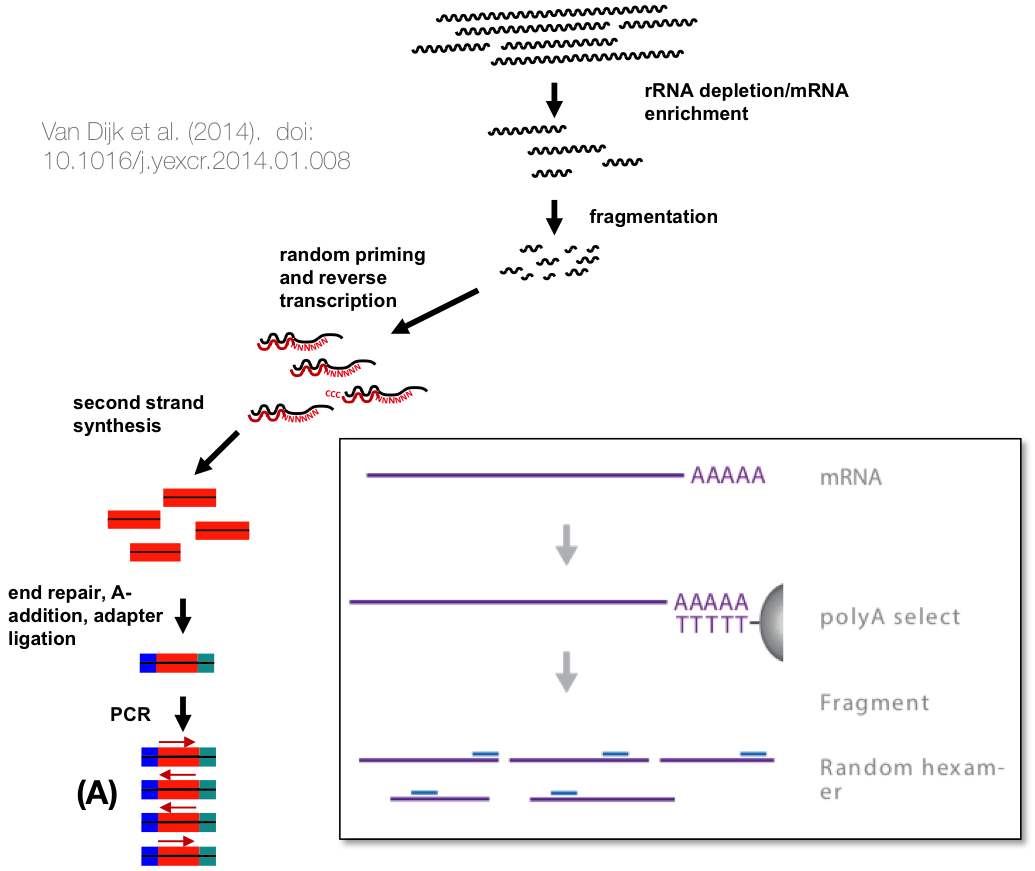 rRNA depletion/mRNA
enrichment
Van Dijk et al. (2014).  doi:
10.1016/j.yexcr.2014.01.008
fragmentation
random priming
and reverse
transcription
NNNNNN
NNNNNN
CCC
NNNNNN
NNNNNN
second strand
synthesis
AAAAA
mRNA
AAAAA
TTTTT
polyA select
end repair, A-
addition, adapter
ligation
Fragment
PCR
Random hexam-
er
(A)